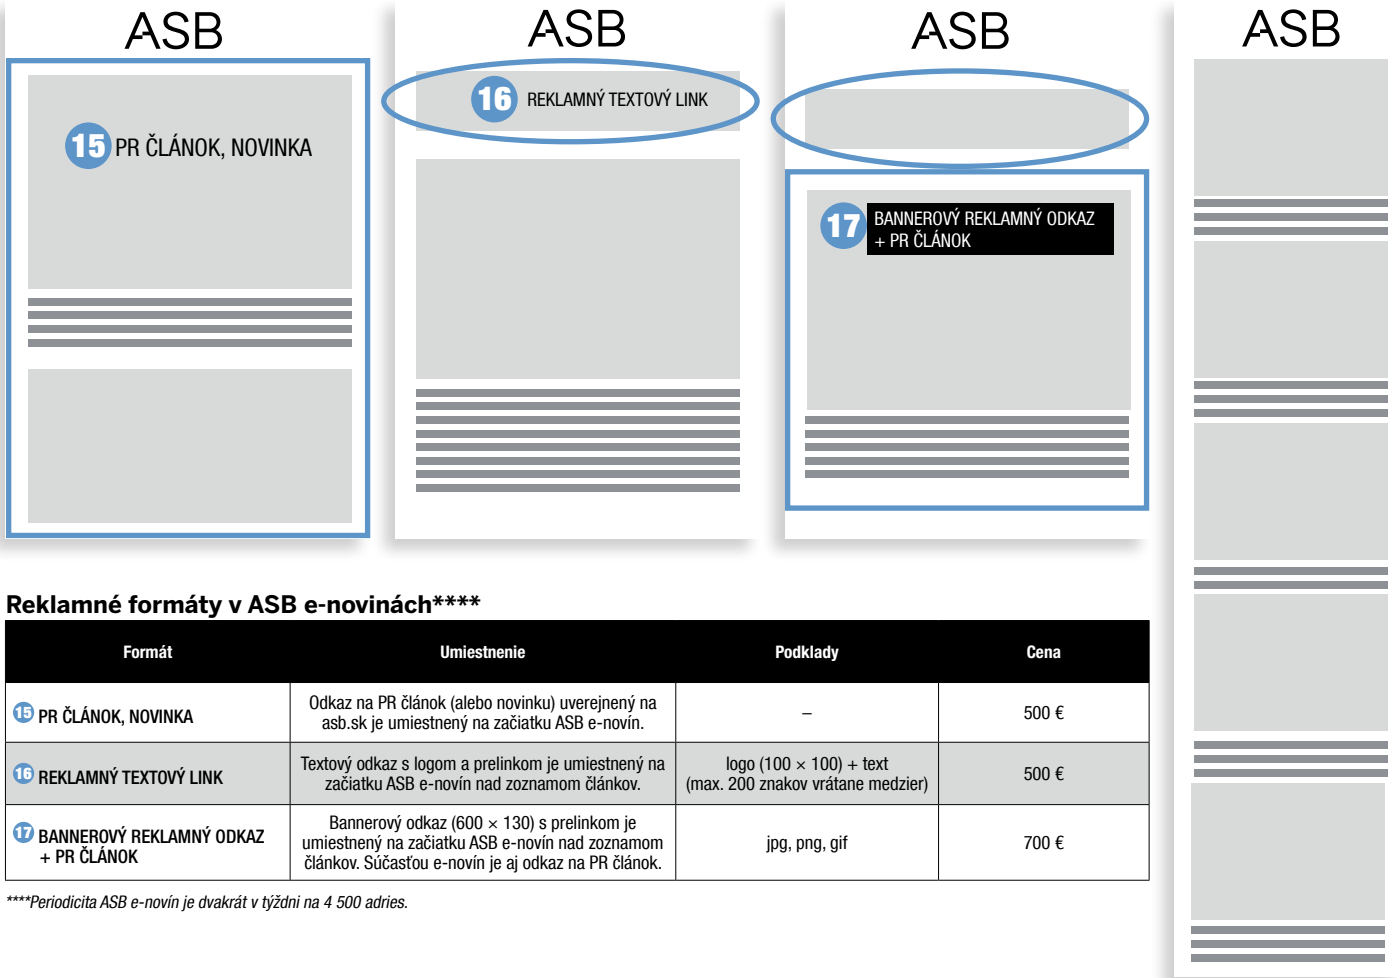 ASB
ASB
ASB
ASB
15 PR ČLÁNOK, NOVINKA
16 REKLAMNÝ TEXTOVÝ LINK
17 BANNEROVÝ REKLAMNÝ ODKAZ
+ PR ČLÁNOK
Reklamné formáty v ASB e-novinách****
Formát Umiestnenie Podklady Cena
15 PR ČLÁNOK, NOVINKA
Odkaz na PR článok (alebo novinku) uverejnený na
asb.sk je umiestnený na začiatku ASB e-novín.
–
500 €
16 REKLAMNÝ TEXTOVÝ LINK
Textový odkaz s logom a prelinkom je umiestnený na
začiatku ASB e-novín nad zoznamom článkov.
logo (100 × 100) + text
(max. 200 znakov vrátane medzier)
500 €
17 BANNEROVÝ REKLAMNÝ ODKAZ
+ PR ČLÁNOK
Bannerový odkaz (600 × 130) s prelinkom je
umiestnený na začiatku ASB e-novín nad zoznamom
článkov. Súčasťou e-novín je aj odkaz na PR článok.
jpg, png, gif
700 €
****Periodicita ASB e-novín je dvakrát v týždni na 4 500 adries.